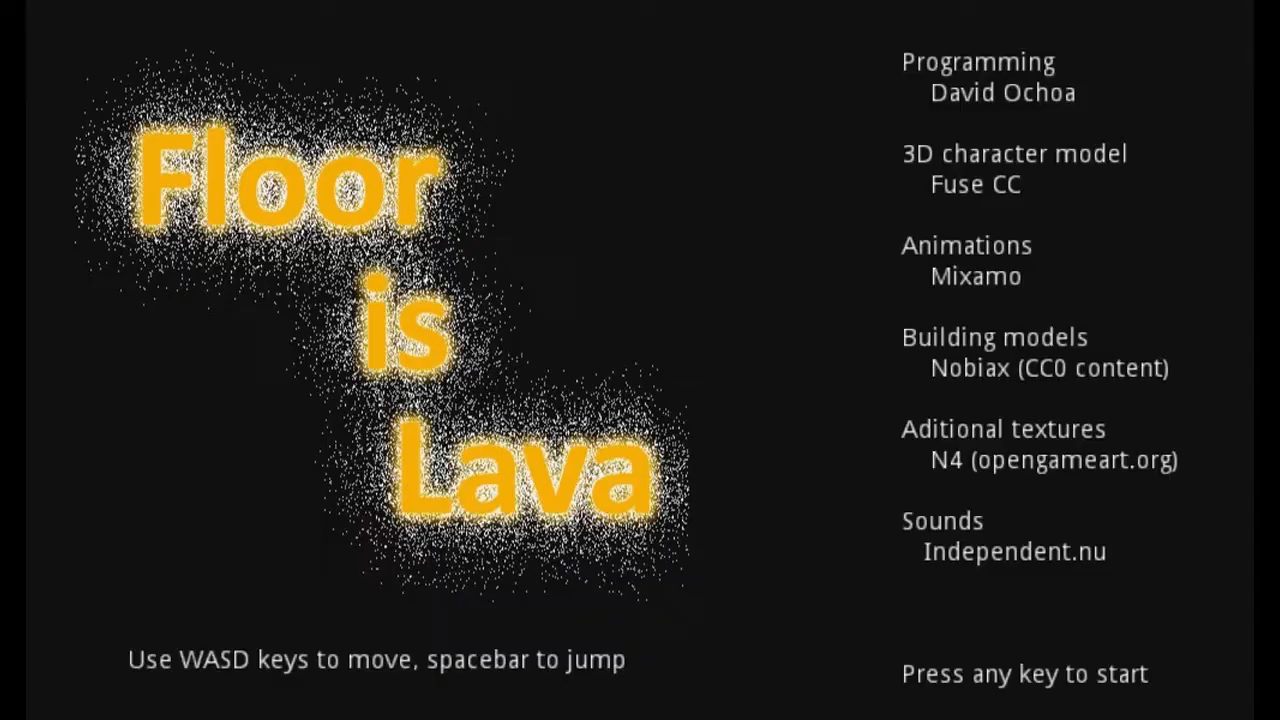 Floor
is
Lava
Use WASD keys to move, spacebar to jump
Programming
David Ochoa
3D character model
Fuse CC
Animations
Mixamo
Building models
Nobiax (CC0 content)
Aditional textures
N4 (opengameart.org)
Sounds
Independent.nu
Press any key to start